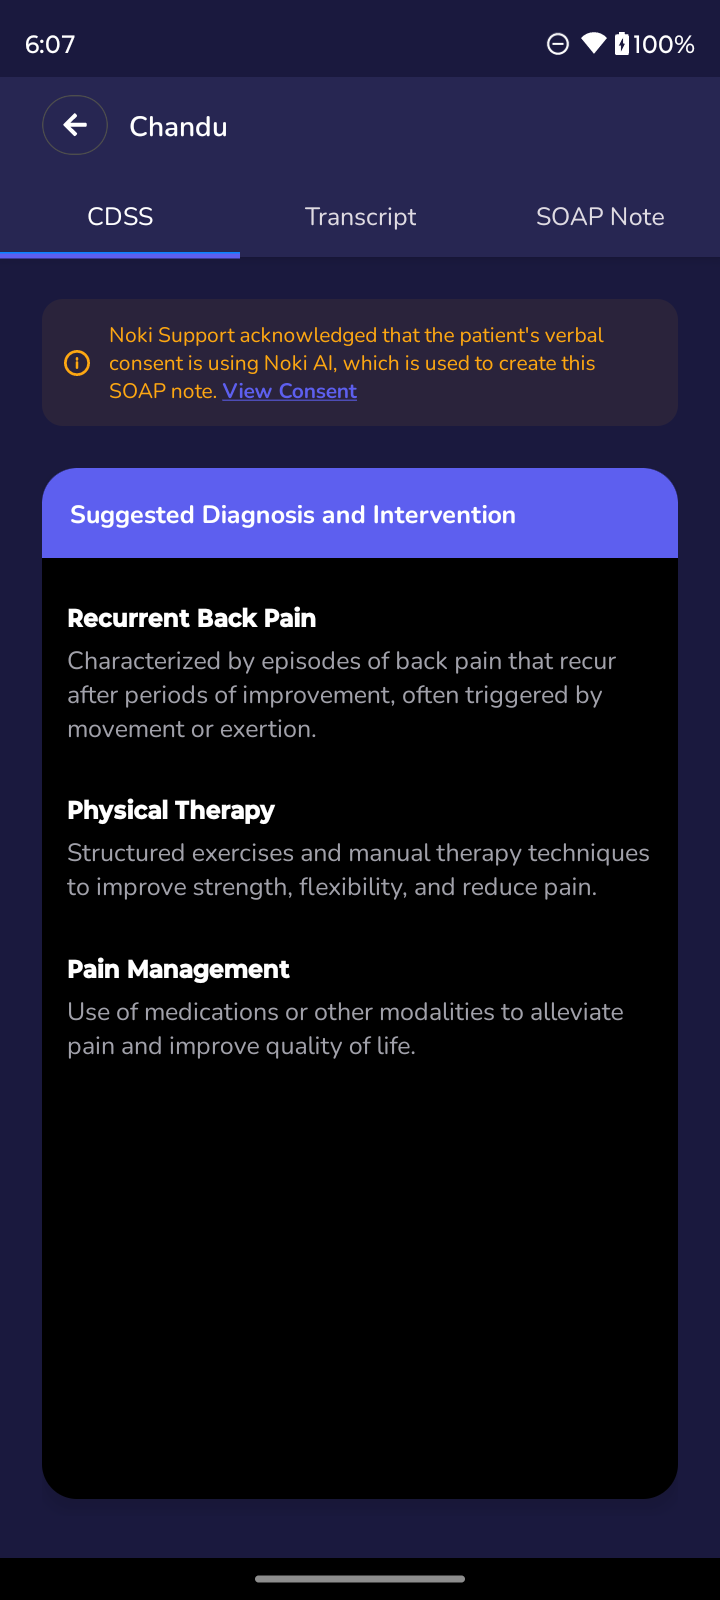 6:07
100%
Chandu
CDSS
Transcript
SOAP Note
Noki Support acknowledged that the patient's verbal
consent is using Noki AI, which is used to create this
SOAP note. View Consent
Suggested Diagnosis and Intervention
Recurrent Back Pain
Characterized by episodes of back pain that recur
after periods of improvement, often triggered by
movement or exertion.
Physical Therapy
Structured exercises and manual therapy techniques
to improve strength, flexibility, and reduce pain.
Pain Management
Use of medications or other modalities to alleviate
pain and improve quality of life.